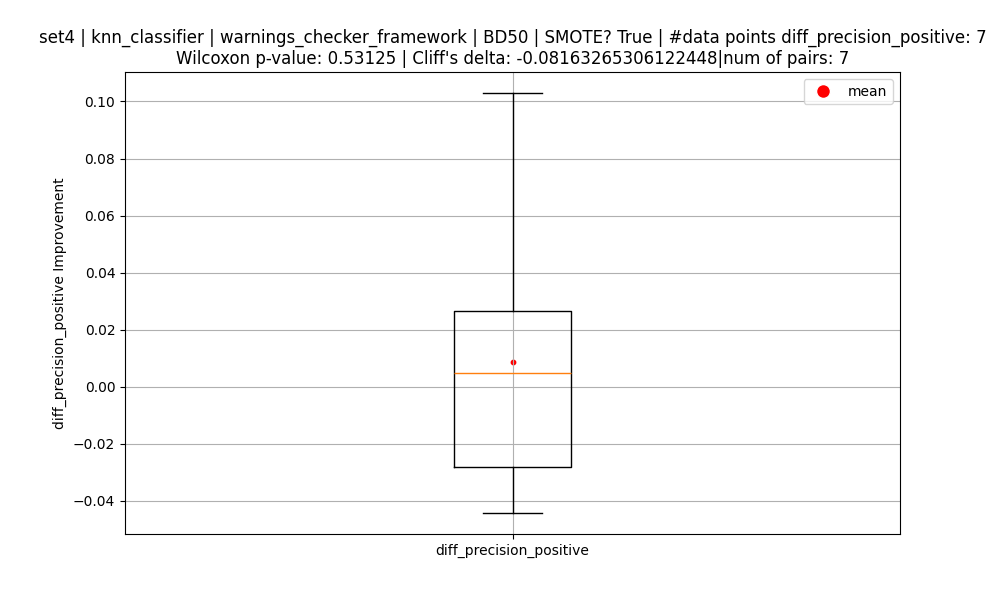 set4 | knn_classifier | warnings_checker_framework | BD50 | SMOTE? True | #data points diff_precision_positive: 7
Wilcoxon p-value: 0.53125 | Cliff's delta: -0.08163265306122448|num of pairs: 7
mean
0.10
0.08
0.06
0.04
0.02
0.00
−0.02
−0.04
diff_precision_positive Improvement
diff_precision_positive